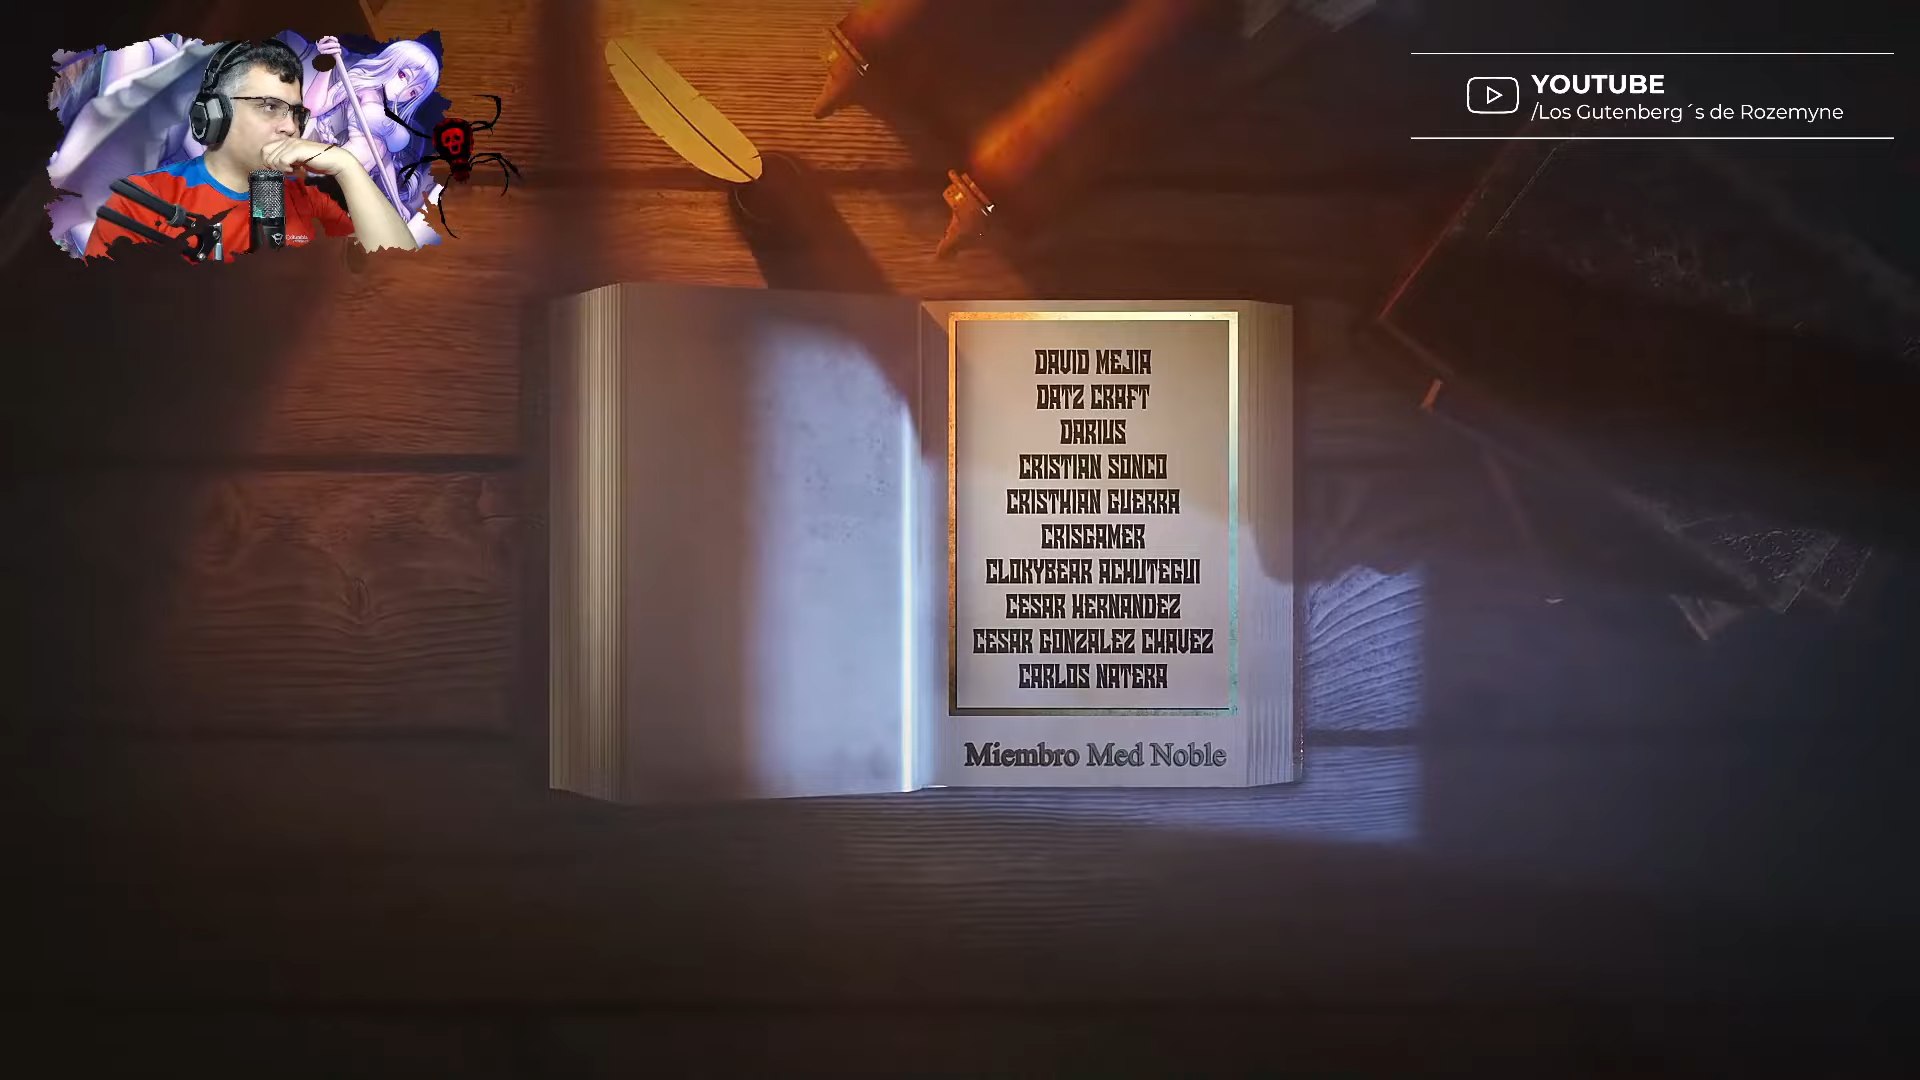 YOUTUBE
/Los Gutenberg´s de Rozemyne
DAVID MEJIA
DATZ CRAFT
DARIUS
CRISTIAN SONCO
CRISTHIAN GUERRA
CRISGAMER
CLOKYBEAR ACHUTEGUI
CESAR HERNANDEZ
CESAR GONZALEZ CHAVEZ
CARLOS NATERA
Miembro Med Noble